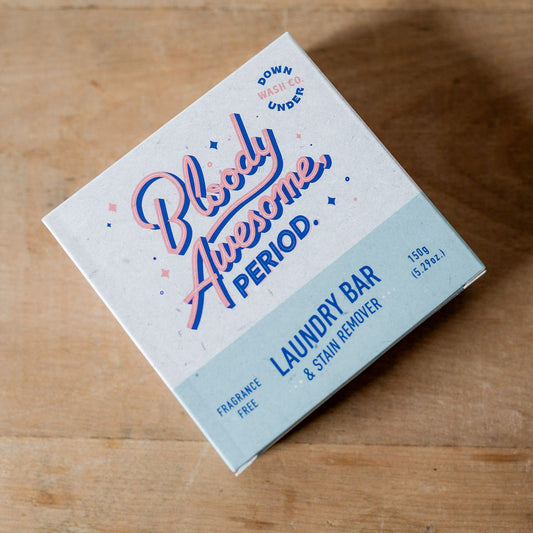 DOWN
WASH CO.
UNDER
Bloody
Awesome,
PERIOD.
LAUNDRY BAR
& STAIN REMOVER
150g
(5.29oz.)
FRAGRANCE
FREE